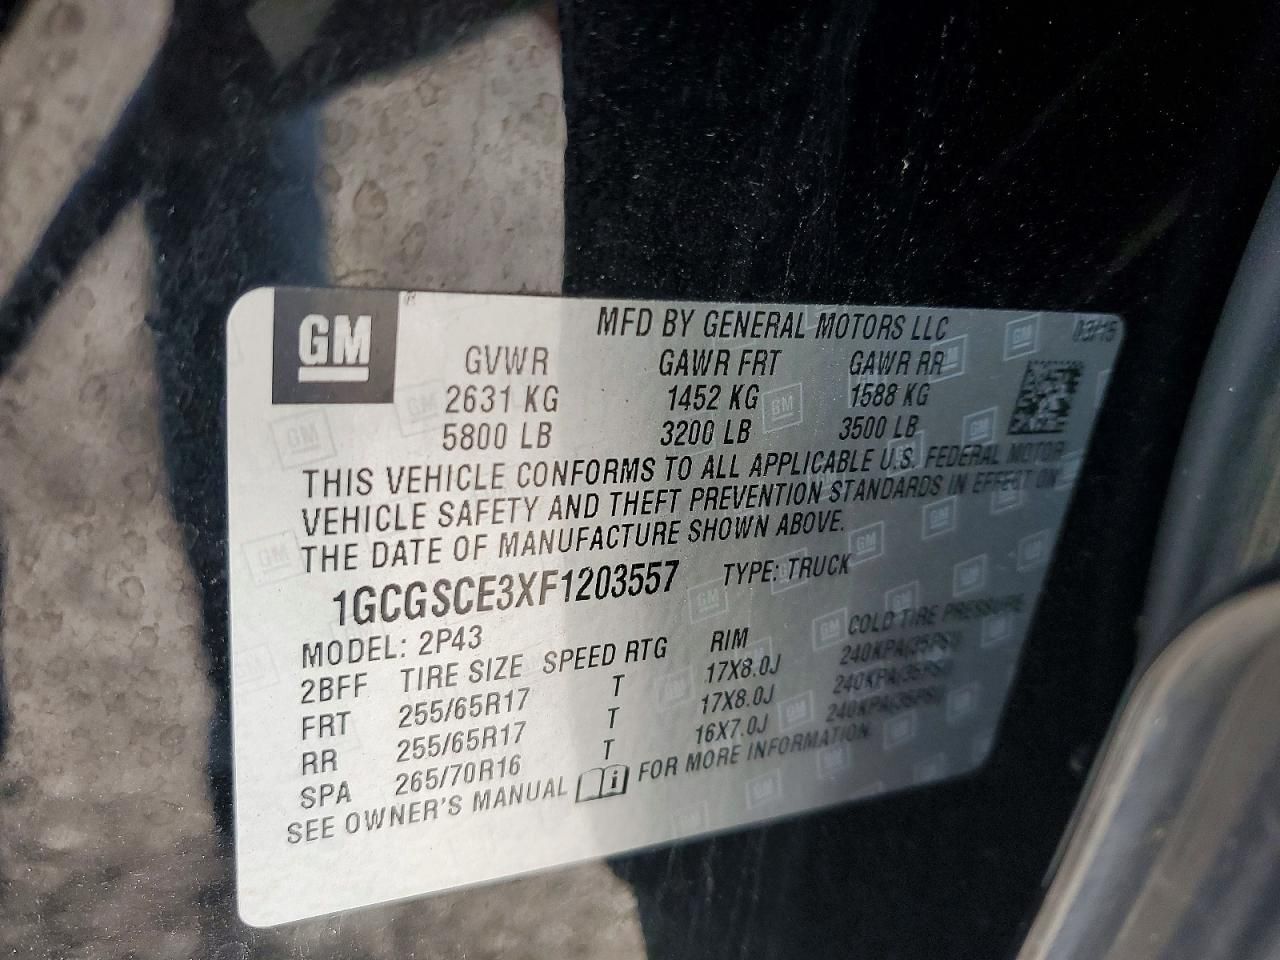 GM
MFD BY GENERAL MOTORS LLC 03/15
GVWR GAWR FRT GAWR RR
2631 KG 1452 KG 1588 KG
5800 LB 3200 LB 3500 LB
THIS VEHICLE CONFORMS TO ALL APPLICABLE U.S. FEDERAL MOTOR
VEHICLE SAFETY AND THEFT PREVENTION STANDARDS IN EFFECT ON
THE DATE OF MANUFACTURE SHOWN ABOVE.
1GCGSCE3XF1203557 TYPE: TRUCK
MODEL: 2P43
2BFF TIRE SIZE SPEED RTG RIM COLD TIRE PRESSURE
FRT 255/65R17 T 17X8.0J 240KPA(35PSI)
RR 255/65R17 T 17X8.0J 240KPA(35PSI)
SPA 265/70R16 T 16X7.0J 240KPA(35PSI)
SEE OWNER'S MANUAL FOR MORE INFORMATION